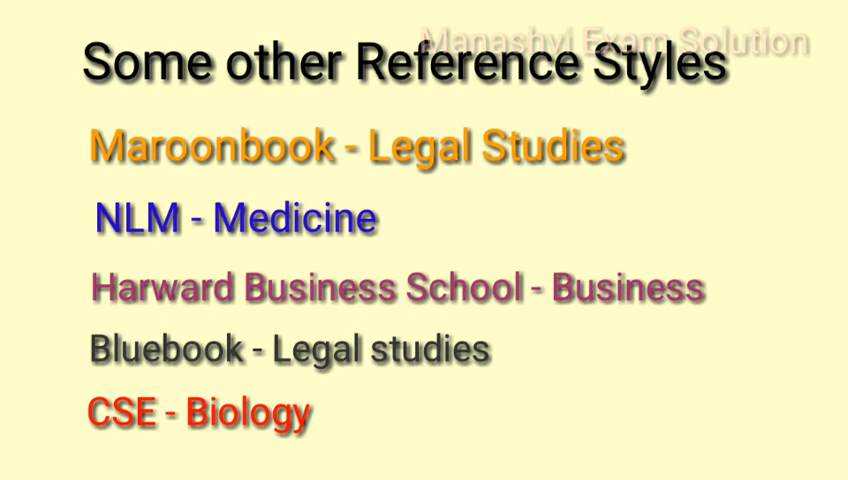 Manashvi Exam Solution
Some other Reference Styles
Maroonbook - Legal Studies
NLM - Medicine
Harward Business School - Business
Bluebook - Legal studies
CSE - Biology